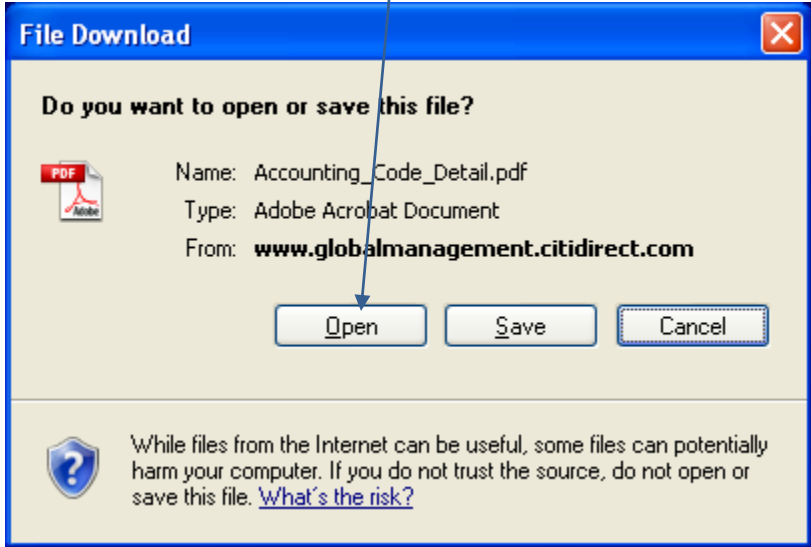 File Download
Do you want to open or save this file?
PDF
Adobe
Name: Accounting_Code_Detail.pdf
Type: Adobe Acrobat Document
From: www.globalmanagement.citidirect.com
Open Save Cancel
?
While files from the Internet can be useful, some files can potentially
harm your computer. If you do not trust the source, do not open or
save this file. What's the risk?